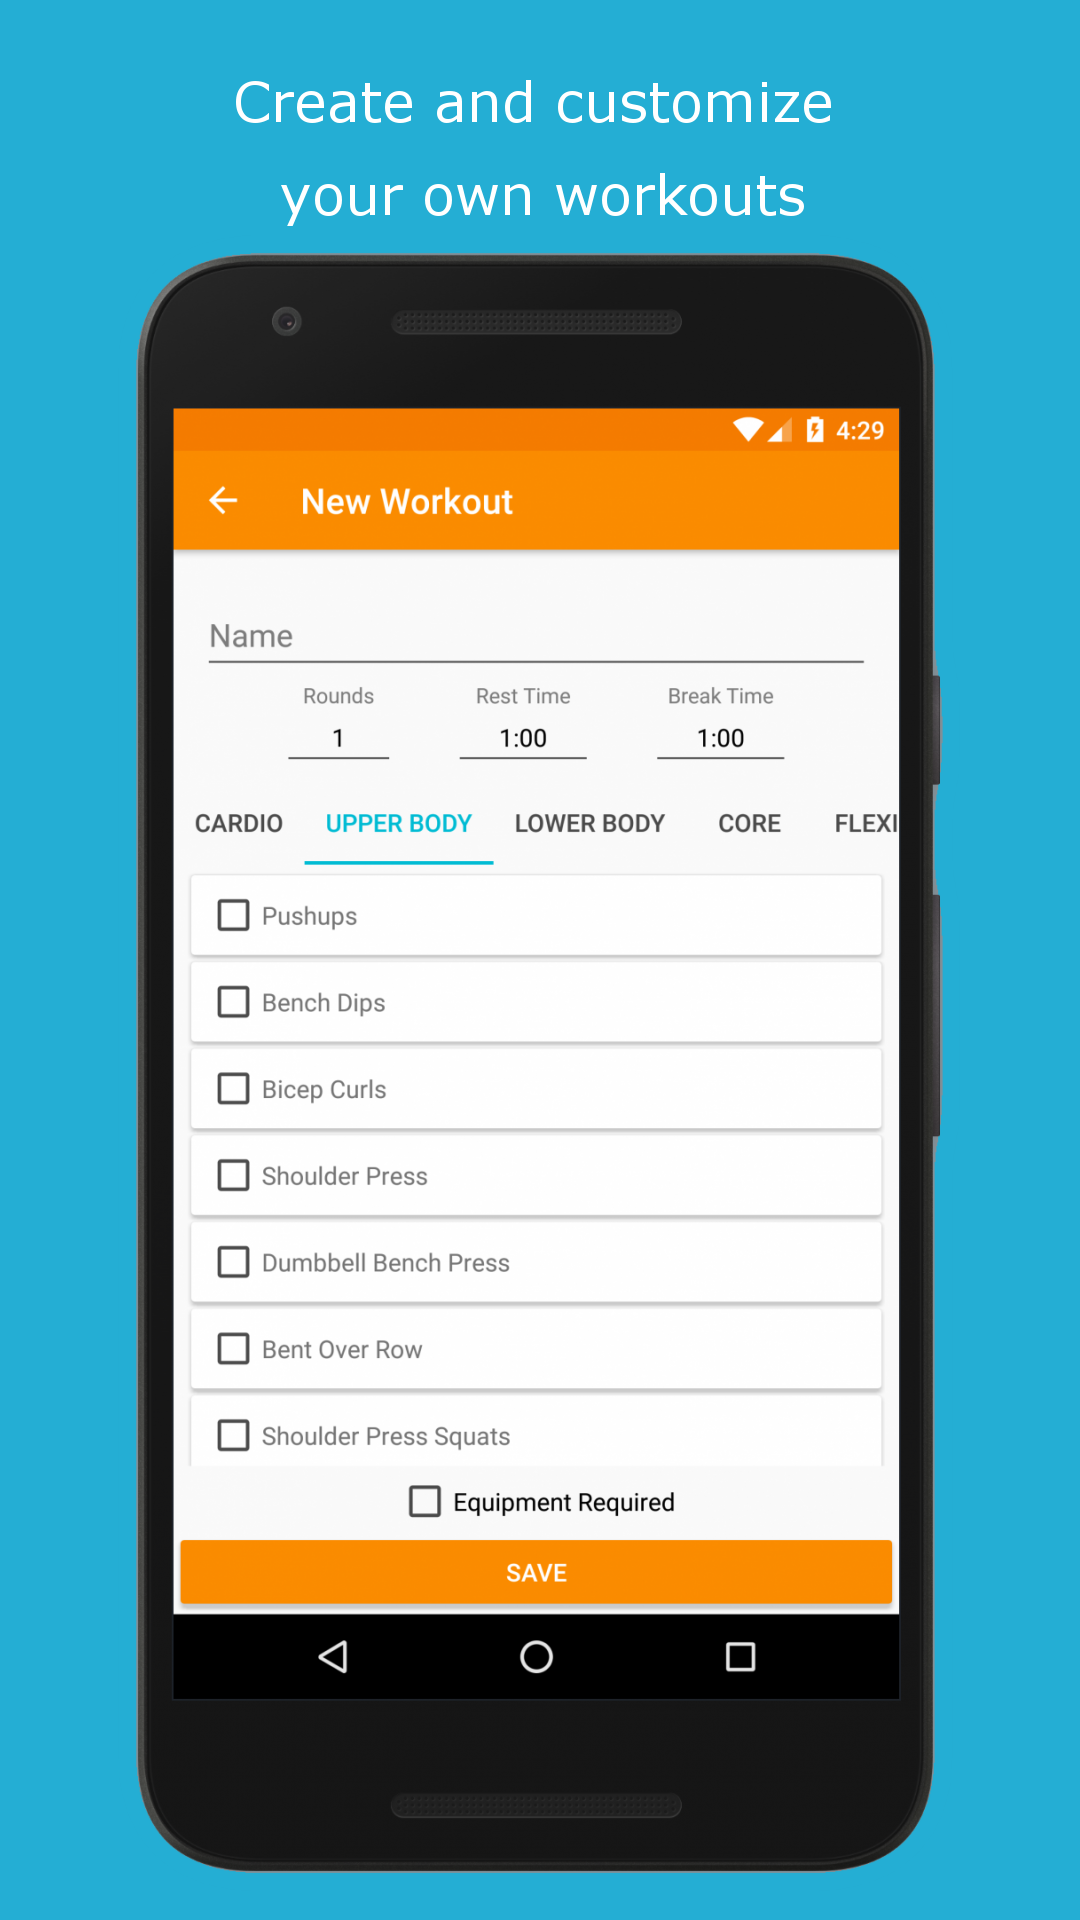 Create and customize
your own workouts
4:29
New Workout
Name
Rounds Rest Time Break Time
1 1:00 1:00
CARDIO UPPER BODY LOWER BODY CORE FLEXI
Pushups
Bench Dips
Bicep Curls
Shoulder Press
Dumbbell Bench Press
Bent Over Row
Shoulder Press Squats
Equipment Required
SAVE